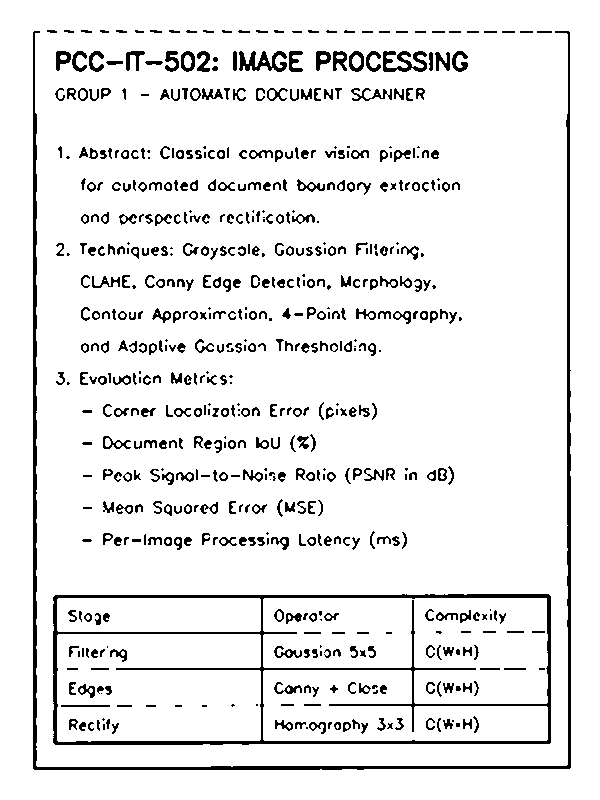 PCC-IT-502: IMAGE PROCESSING
GROUP 1 - AUTOMATIC DOCUMENT SCANNER
1. Abstract: Classical computer vision pipeline
for automated document boundary extraction
and perspective rectification.
2. Techniques: Grayscale, Gaussian Filtering,
CLAHE, Canny Edge Detection, Morphology,
Contour Approximation, 4-Point Homography,
and Adaptive Gaussian Thresholding.
3. Evaluation Metrics:
- Corner Localization Error (pixels)
- Document Region IoU (%)
- Peak Signal-to-Noise Ratio (PSNR in dB)
- Mean Squared Error (MSE)
- Per-Image Processing Latency (ms)
Stage Operator Complexity
Filtering Gaussian 5x5 O(W*H)
Edges Canny + Close O(W*H)
Rectify Homography 3x3 O(W*H)